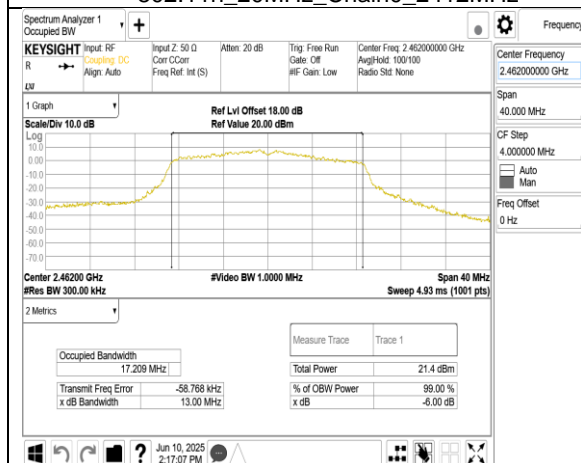 802.11n_20MHz_Chain0_2412MHz
Spectrum Analyzer 1
Occupied BW
Frequency
KEYSIGHT
R
Input: RF
Coupling: DC
Align: Auto
Input Z: 50 Ω
Corr CCorr
Freq Ref: Int (S)
Atten: 20 dB
Trig: Free Run
Gate: Off
#IF Gain: Low
Center Freq: 2.462000000 GHz
Avg|Hold: 100/100
Radio Std: None
LXI
Center Frequency
2.462000000 GHz
Span
40.000 MHz
CF Step
4.000000 MHz
Auto
Man
Freq Offset
0 Hz
1 Graph
Scale/Div 10.0 dB
Ref Lvl Offset 18.00 dB
Ref Value 20.00 dBm
Log
10.0
0.00
-10.0
-20.0
-30.0
-40.0
-50.0
-60.0
-70.0
Center 2.46200 GHz
#Video BW 1.0000 MHz
Span 40 MHz
#Res BW 300.00 kHz
Sweep 4.93 ms (1001 pts)
2 Metrics
Measure Trace Trace 1
Occupied Bandwidth
17.209 MHz
Total Power 21.4 dBm
Transmit Freq Error -58.768 kHz
% of OBW Power 99.00 %
x dB Bandwidth 13.00 MHz
x dB -6.00 dB
?
Jun 10, 2025
2:17:07 PM